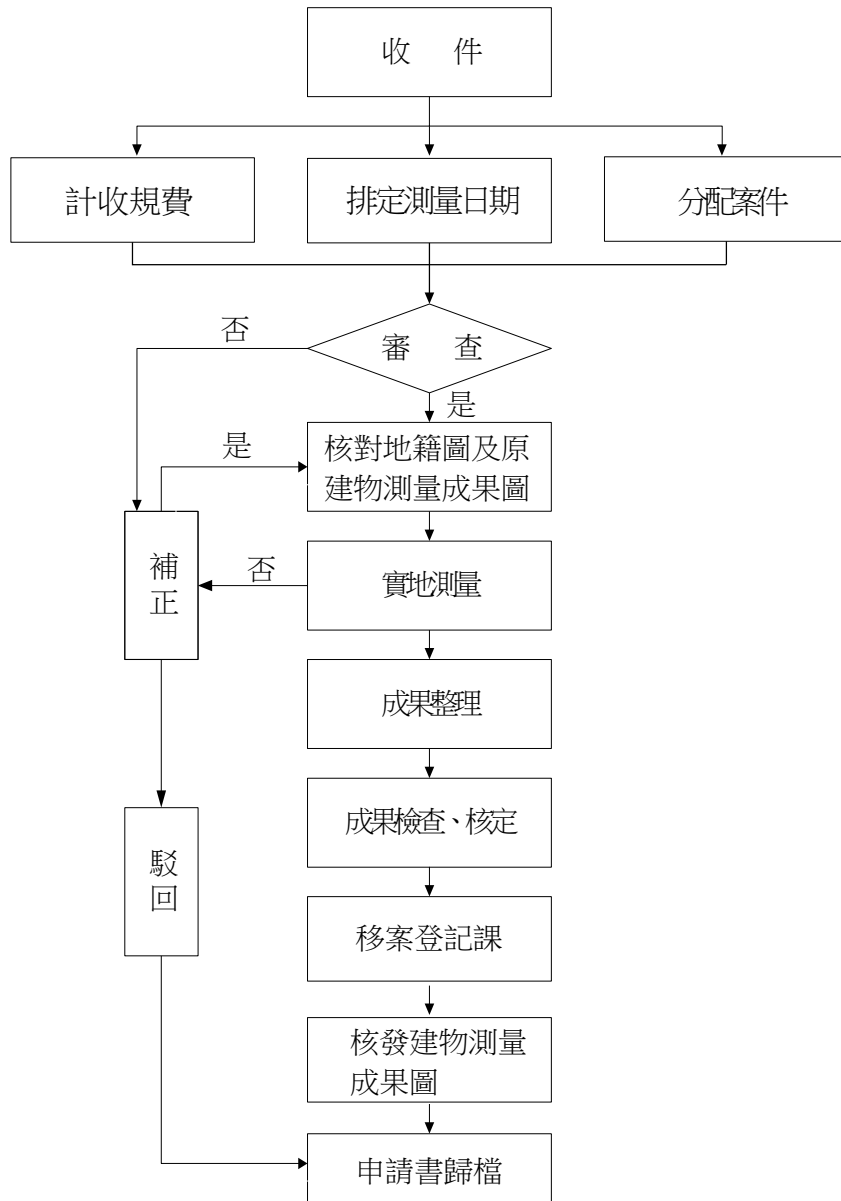 收　件
計收規費
排定測量日期
分配案件
審　查
否
是
核對地籍圖及原
建物測量成果圖
是
補
正
否
實地測量
成果整理
成果檢查、核定
駁
回
移案登記課
核發建物測量
成果圖
申請書歸檔